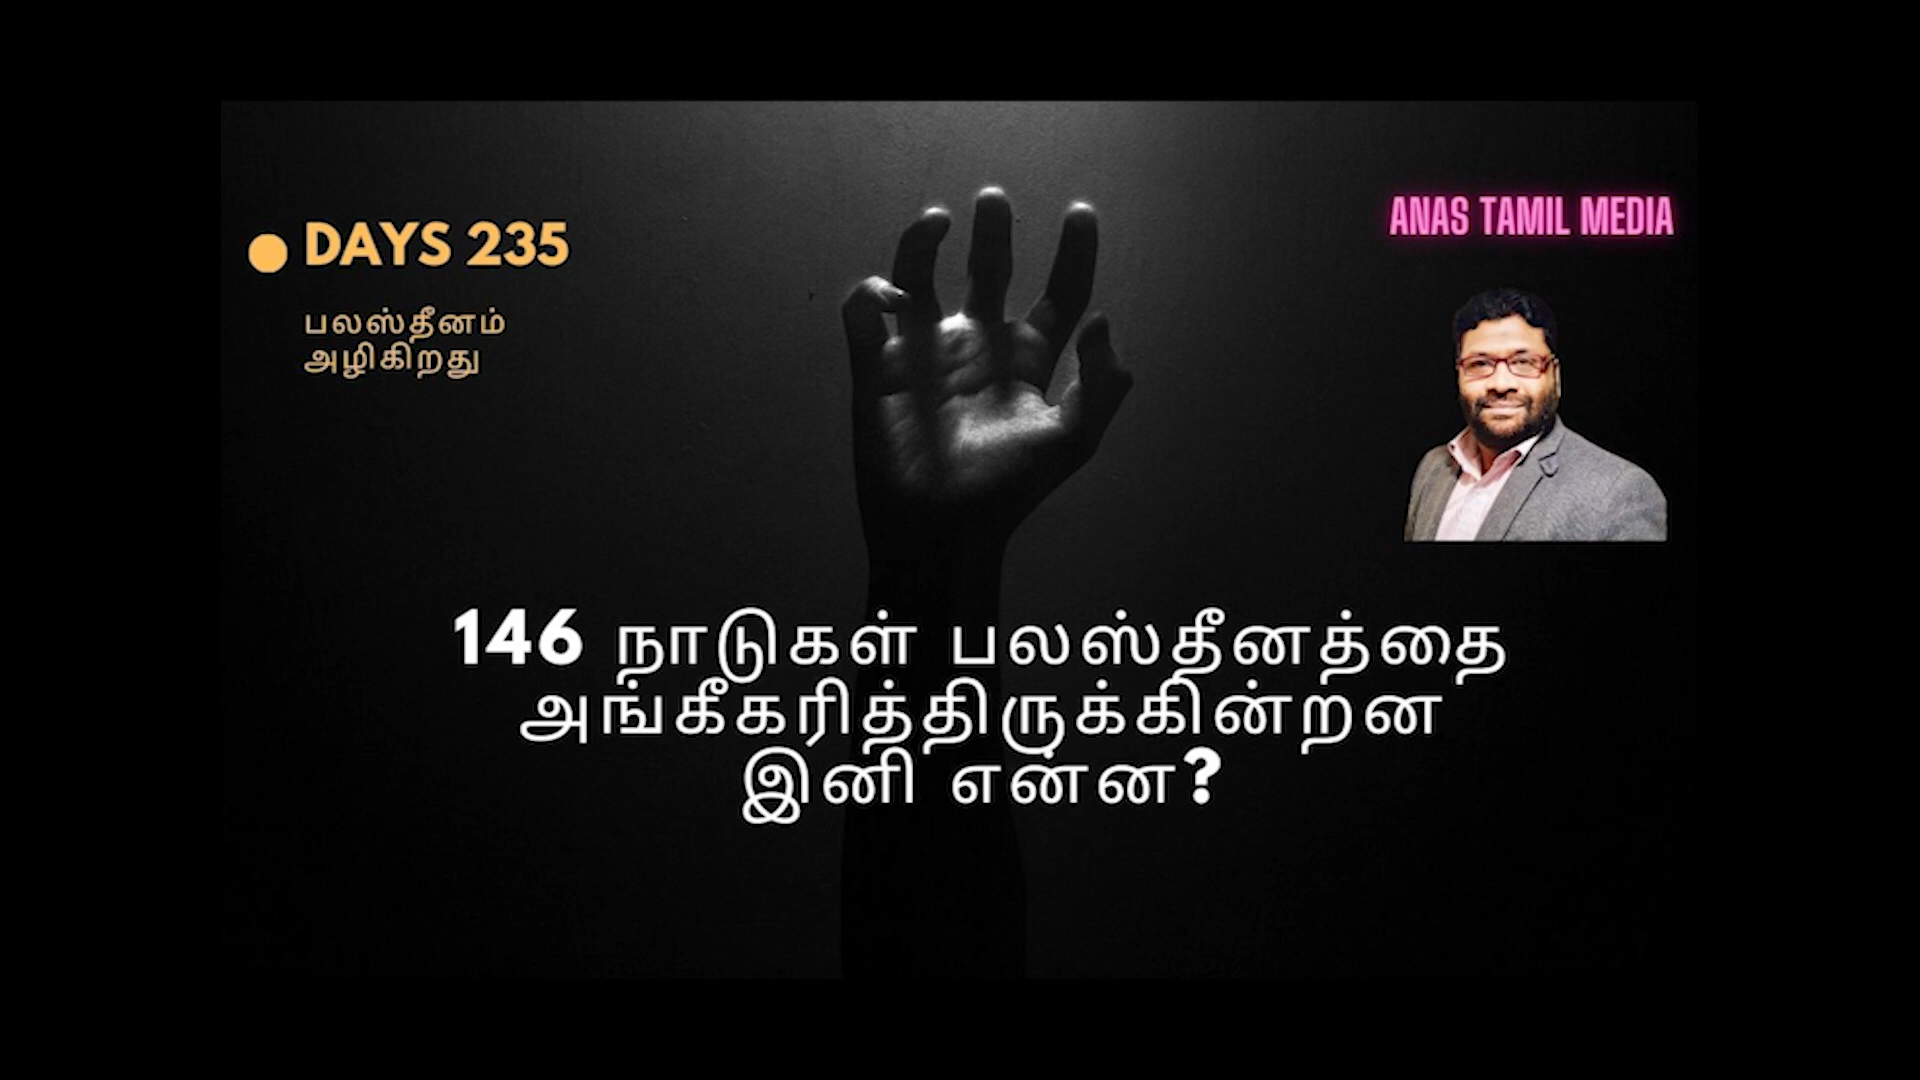 DAYS 235
பலஸ்தீனம்
அழிகிறது
ANAS TAMIL MEDIA
146 நாடுகள் பலஸ்தீனத்தை
அங்கீகரித்திருக்கின்றன
இனி என்ன?